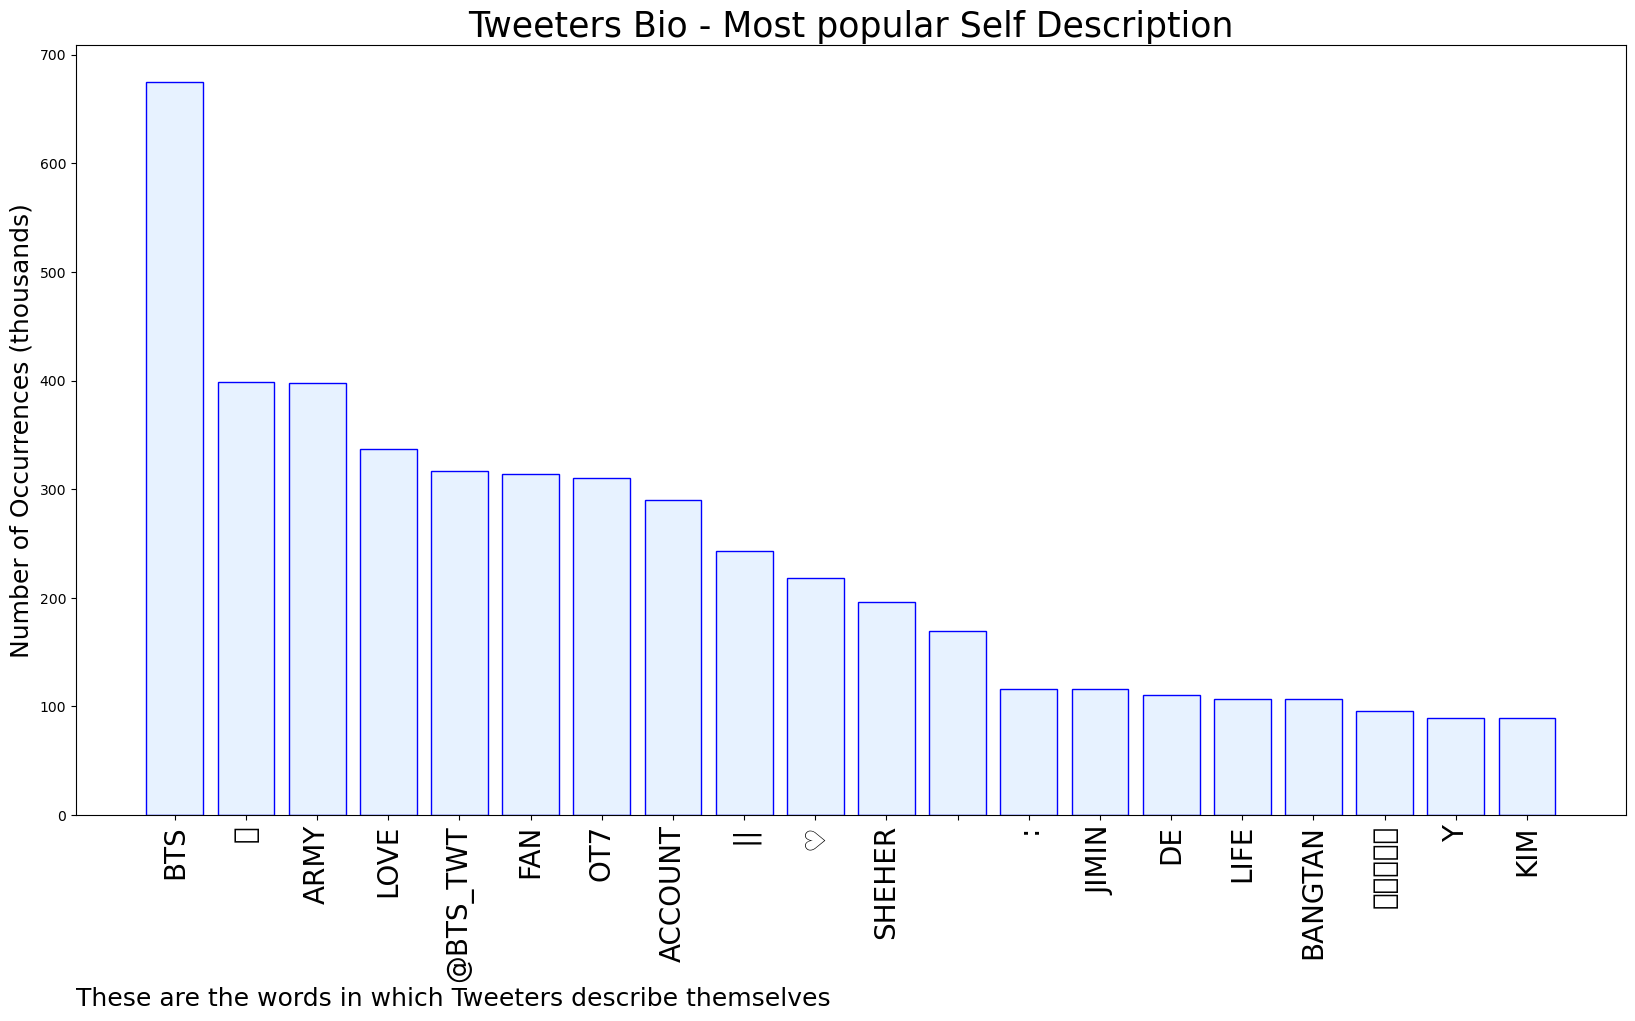 Tweeters Bio - Most popular Self Description
Number of Occurrences (thousands)
700
600
500
400
300
200
100
0
BTS
ARMY
LOVE
@BTS_TWT
FAN
OT7
ACCOUNT
||
♡
SHEHER
:
JIMIN
DE
LIFE
BANGTAN
Y
KIM
These are the words in which Tweeters describe themselves